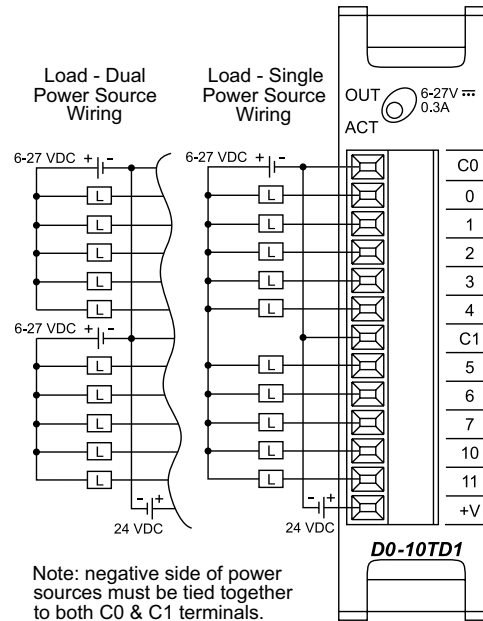 Load - Dual
Power Source
Wiring
Load - Single
Power Source
Wiring
OUT
6-27V
0.3A
ACT
6-27 VDC + -
6-27 VDC + -
C0
L
L
0
L
L
1
L
L
2
L
L
3
L
L
4
6-27 VDC + -
C1
L
L
5
L
L
6
L
L
7
L
L
10
L
L
11
- +
24 VDC
- +
24 VDC
+V
D0-10TD1
Note: negative side of power
sources must be tied together
to both C0 & C1 terminals.